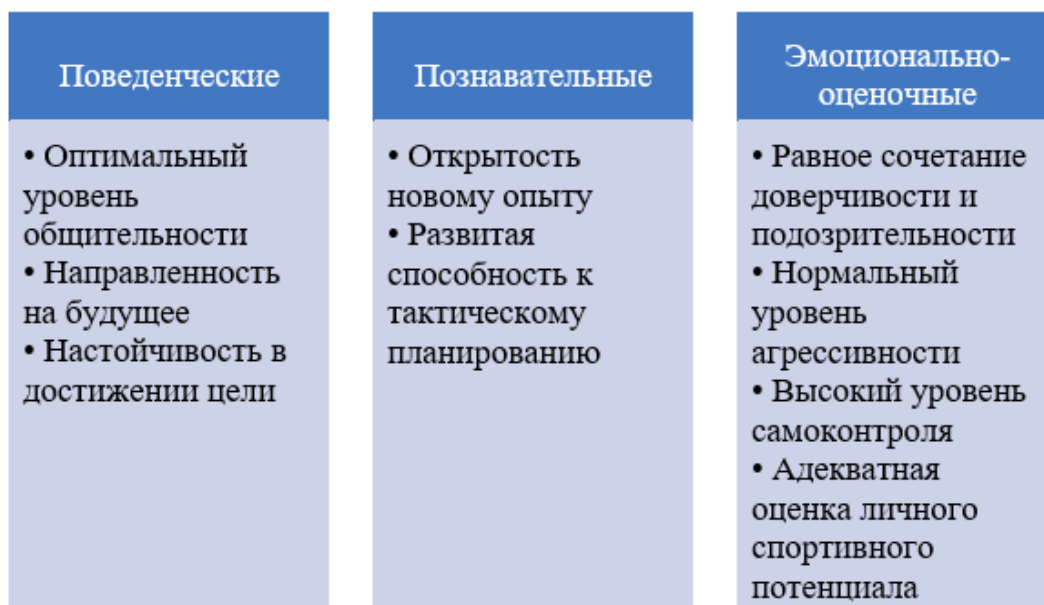 Поведенческие
• Оптимальный
уровень
общительности
• Направленность
на будущее
• Настойчивость в
достижении цели
Познавательные
• Открытость
новому опыту
• Развитая
способность к
тактическому
планированию
Эмоционально-
оценочные
• Равное сочетание
доверчивости и
подозрительности
• Нормальный
уровень
агрессивности
• Высокий уровень
самоконтроля
• Адекватная
оценка личного
спортивного
потенциала